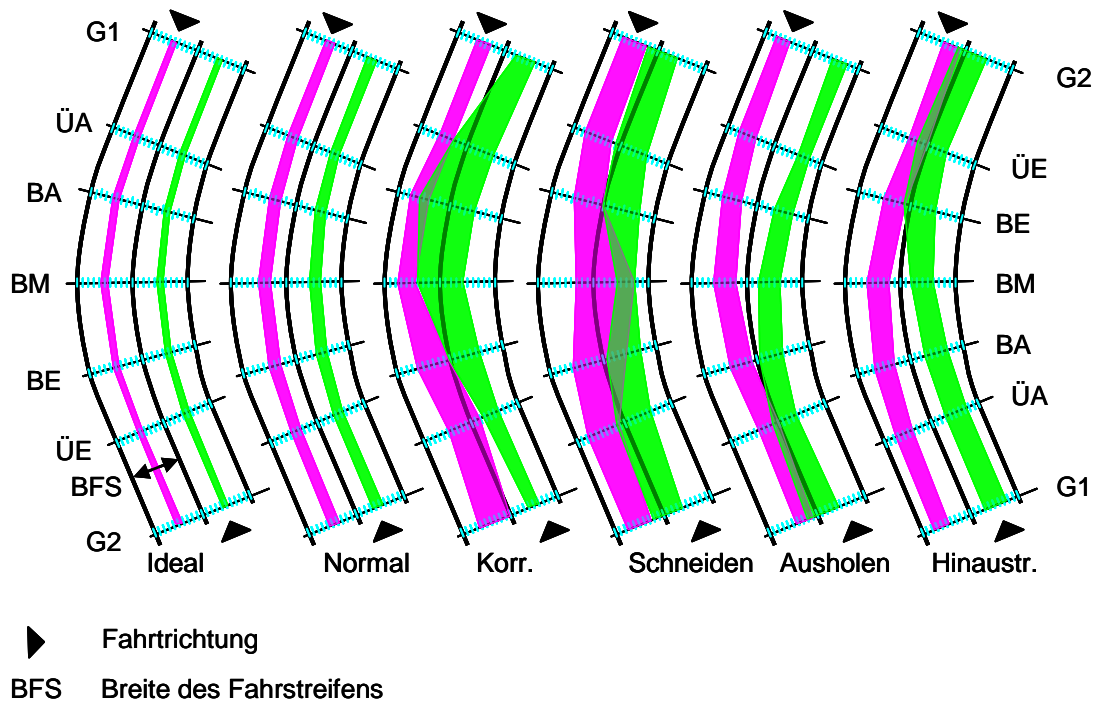 G1
G2
ÜA
ÜE
BA
BE
BM
BM
BE
BA
ÜE
ÜA
BFS
G1
G2
Ideal Normal Korr. Schneiden Ausholen Hinaustr.
Fahrtrichtung
BFS Breite des Fahrstreifens